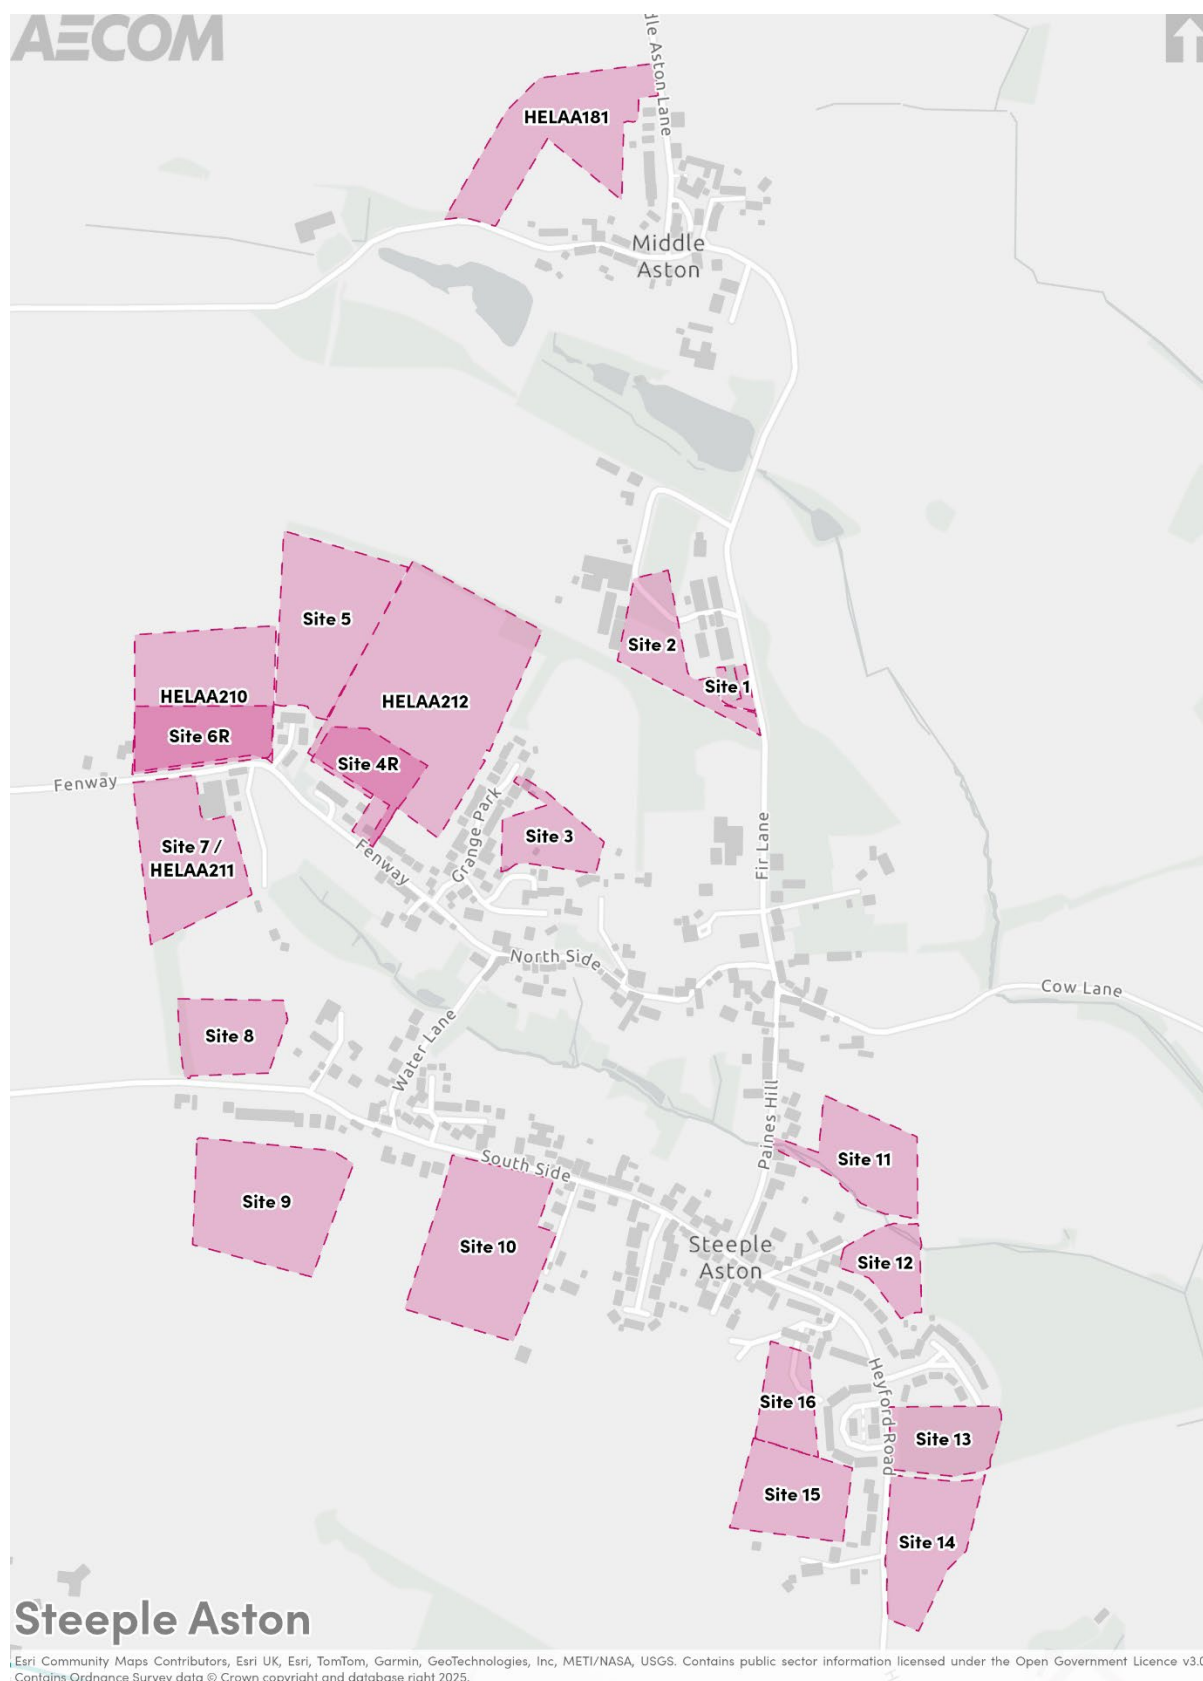 AECOM
dle Aston Lane
HELAA181
Middle
Aston
Site 5
Site 2
HELAA210
HELAA212
Site 1
Site 6R
Site 4R
Fenway
Grange Park
Site 3
Fir Lane
Site 7 /
HELAA211
Fenway
North Side
Cow Lane
Site 8
Water Lane
Paines Hill
Site 11
South Side
Site 9
Site 10
Steeple
Aston
Site 12
Heyford Road
Site 16
Site 13
Site 15
Site 14
Steeple Aston
Esri Community Maps Contributors, Esri UK, Esri, TomTom, Garmin, GeoTechnologies, Inc, METI/NASA, USGS. Contains public sector information licensed under the Open Government Licence v3.0
Contains Ordnance Survey data © Crown copyright and database right 2025.